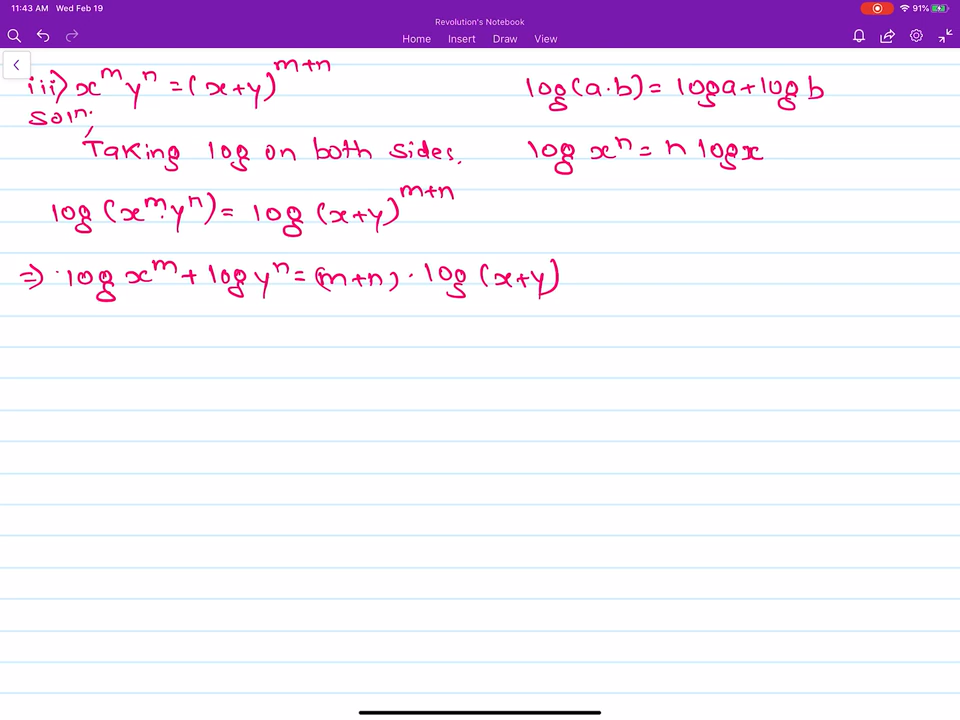 11:43 AM Wed Feb 19
91%
Revolution's Notebook
Home Insert Draw View
iii) x^m y^n = (x+y)^{m+n}
log(a·b) = log a + log b
Soln.
Taking log on both sides.
log x^n = n log x
log (x^m · y^n) = log (x+y)^{m+n}
⇒ · log x^m + log y^n = (m+n) · log (x+y)